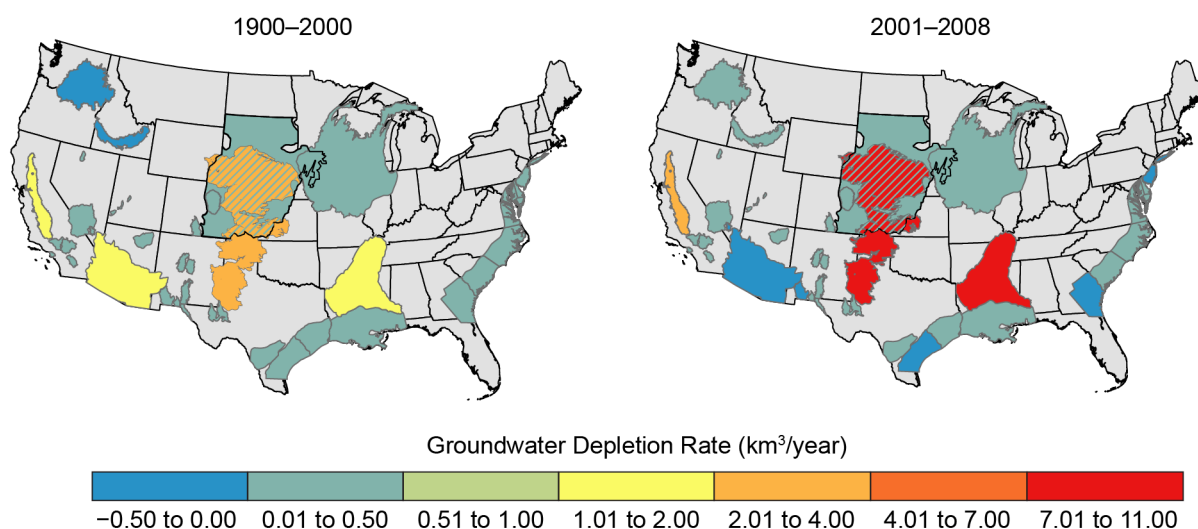 1900–2000
2001–2008
Groundwater Depletion Rate (km³/year)
−0.50 to 0.00
0.01 to 0.50
0.51 to 1.00
1.01 to 2.00
2.01 to 4.00
4.01 to 7.00
7.01 to 11.00